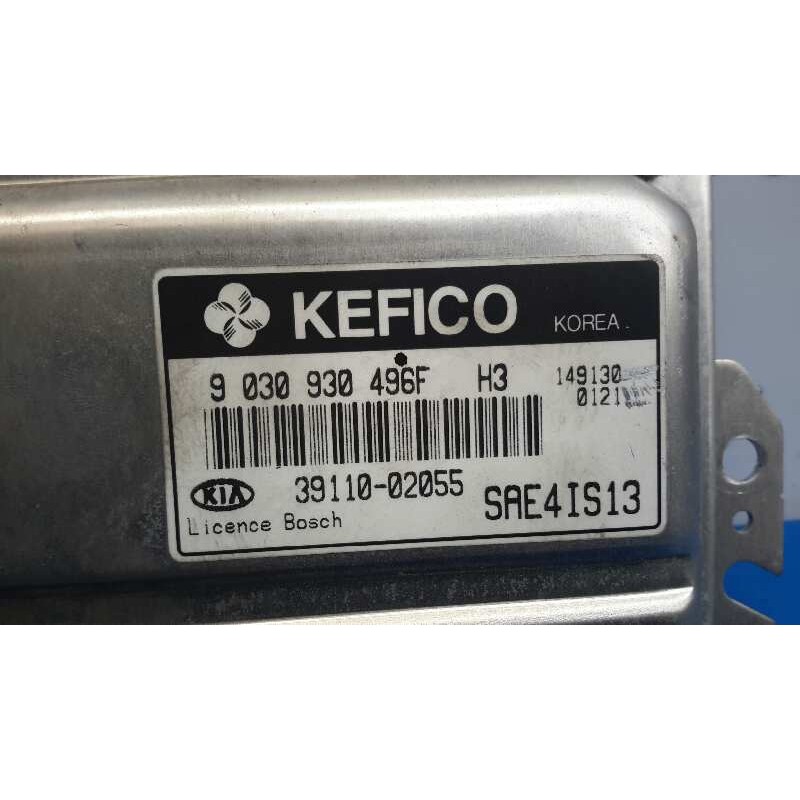 KEFICO KOREA.
9 030 930 496F H3 149130
0121
KIA 39110-02055 SAE4IS13
Licence Bosch